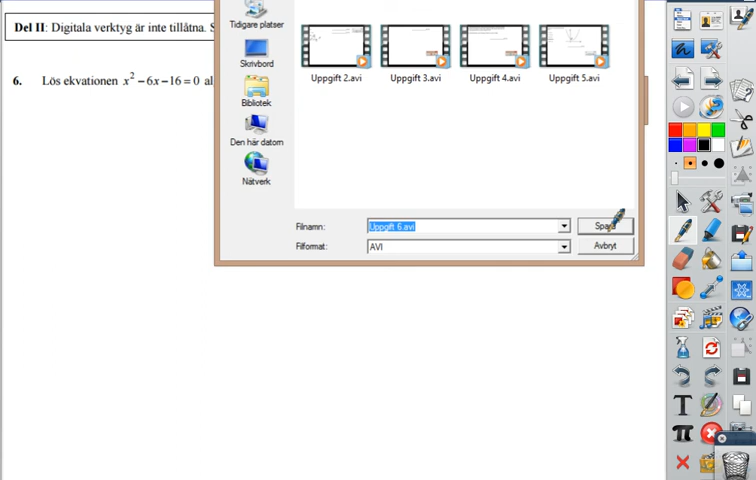 Del II: Digitala verktyg är inte tillåtna. S
6. Lös ekvationen x² − 6x − 16 = 0 al
Tidigare platser
Skrivbord
Bibliotek
Den här datorn
Nätverk
Uppgift 2.avi
Uppgift 3.avi
Uppgift 4.avi
Uppgift 5.avi
Filnamn:
Uppgift 6.avi
Spara
Filformat:
AVI
Avbryt